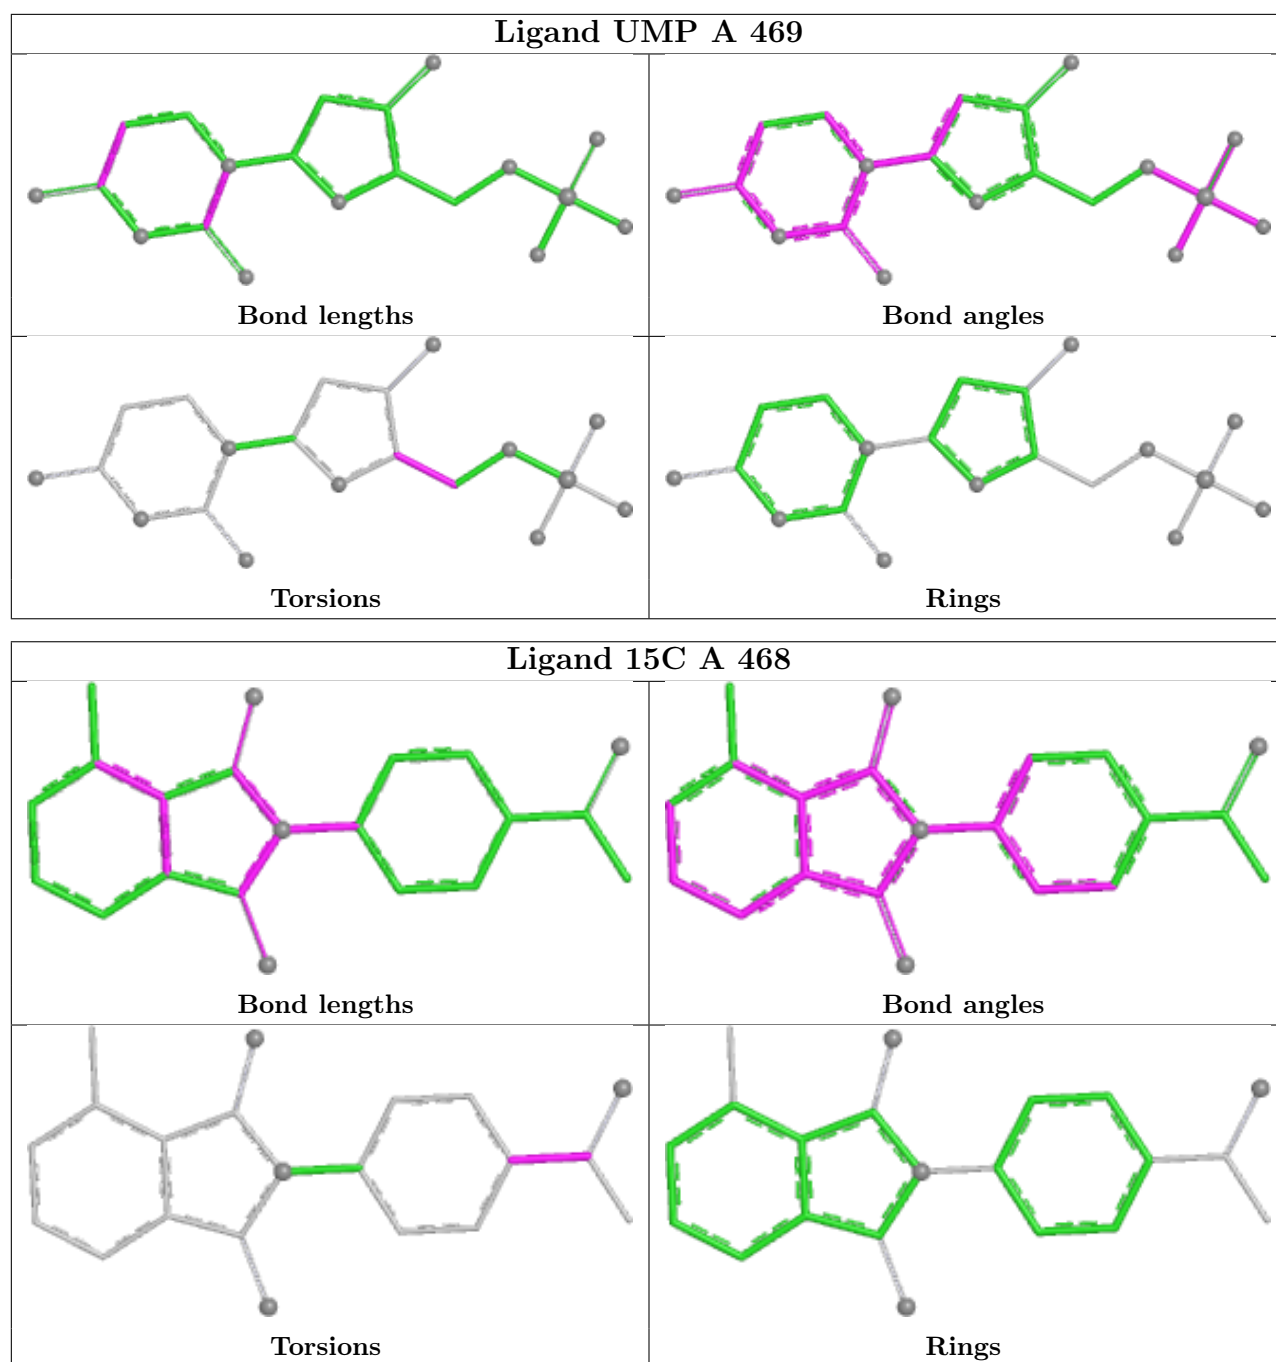 Ligand UMP A 469
Bond lengths
Bond angles
Torsions
Rings
Ligand 15C A 468
Bond lengths
Bond angles
Torsions
Rings